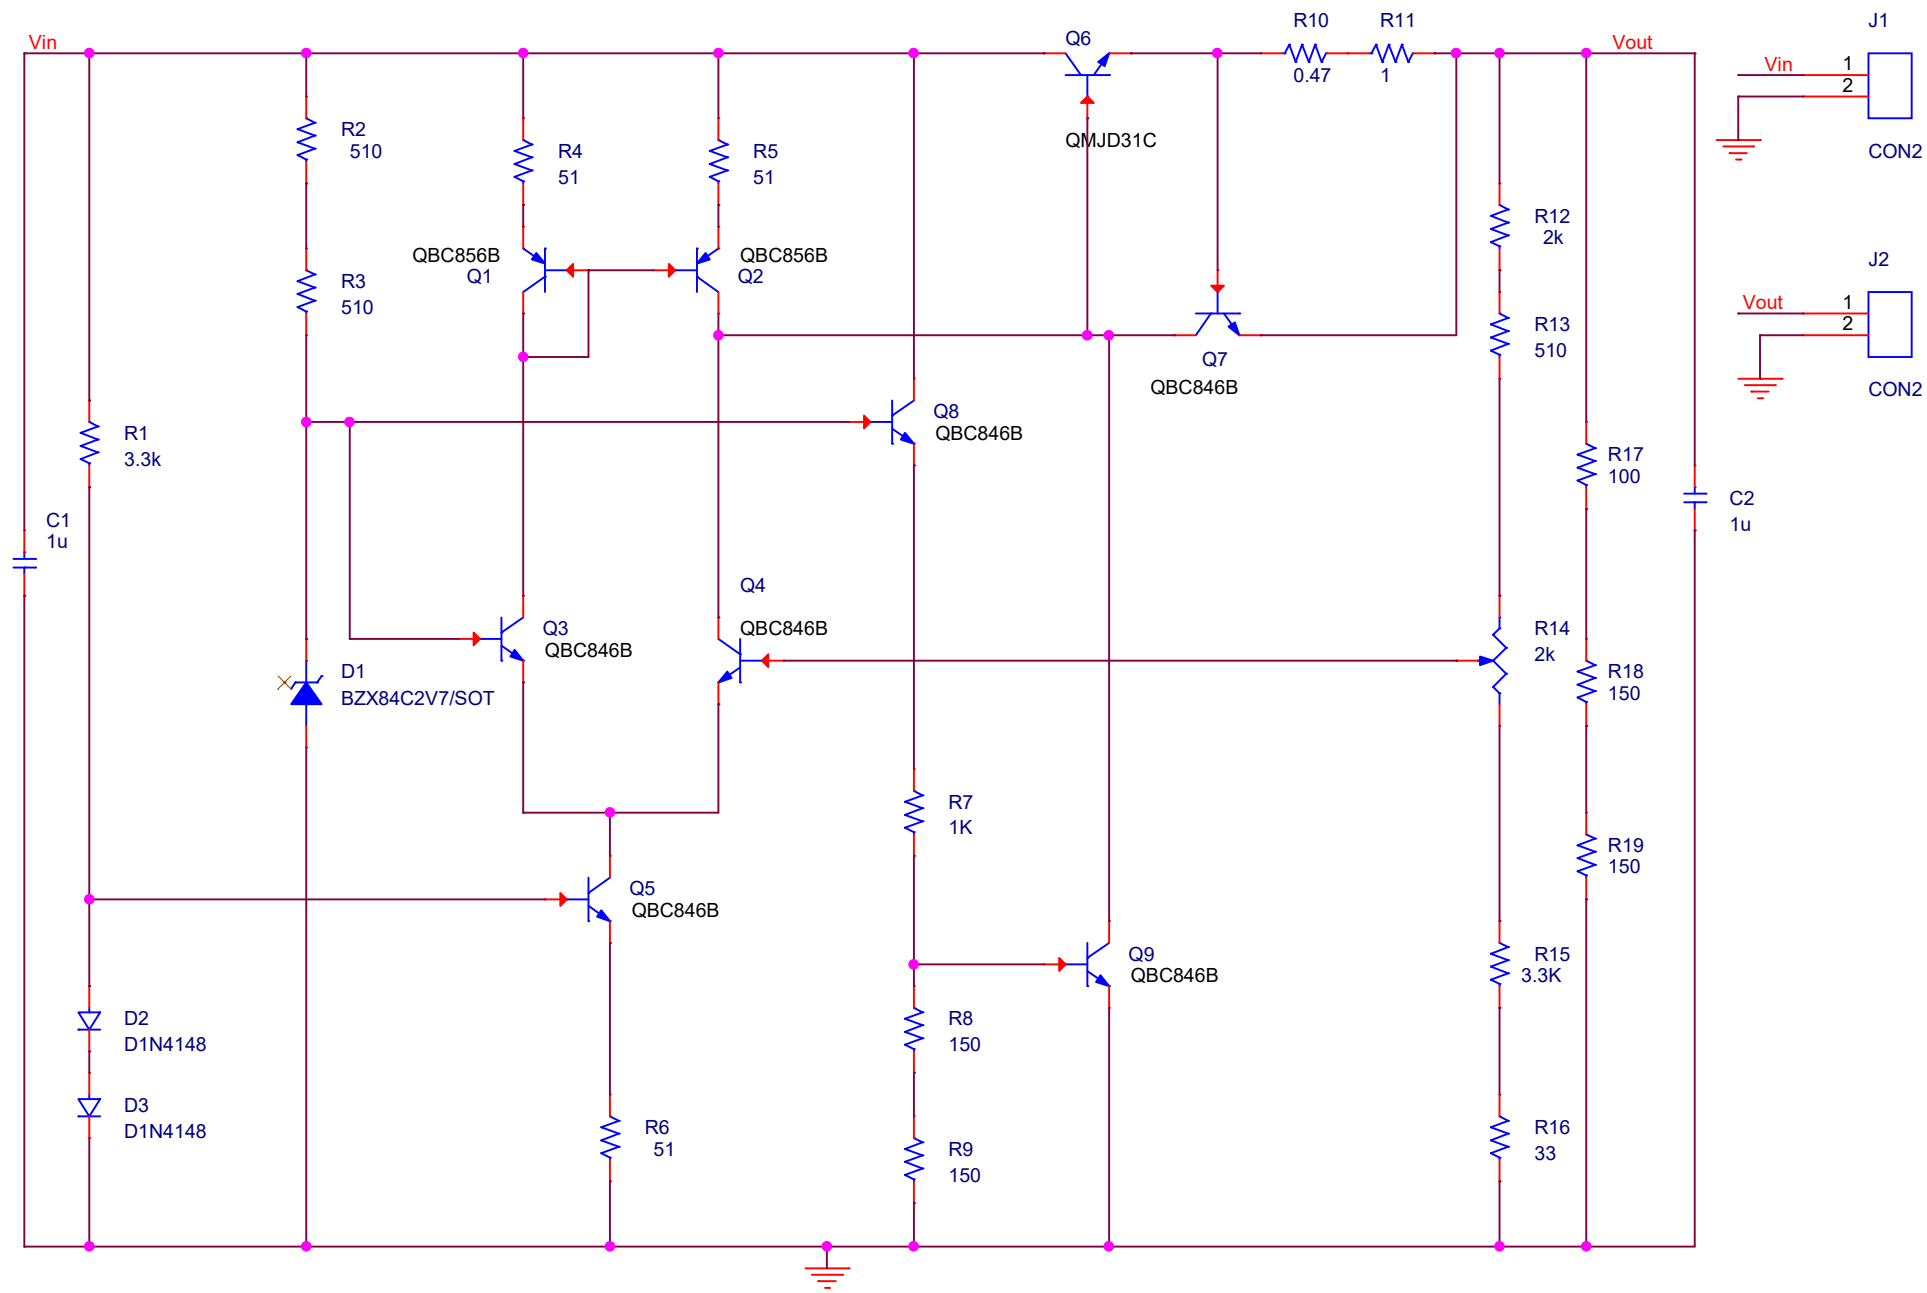 Vin
Q6
R10
R11
Vout
J1
0.47
1
Vin
1
2
QMJD31C
CON2
R2
510
R4
51
R5
51
R12
2k
QBC856B
Q1
QBC856B
Q2
J2
R3
510
Vout
1
2
R13
510
Q7
QBC846B
CON2
Q8
QBC846B
R1
3.3k
R17
100
C2
1u
C1
1u
Q4
QBC846B
Q3
QBC846B
R14
2k
D1
BZX84C2V7/SOT
R18
150
R7
1K
R19
150
Q5
QBC846B
Q9
QBC846B
R15
3.3K
D2
D1N4148
R8
150
D3
D1N4148
R6
51
R9
150
R16
33